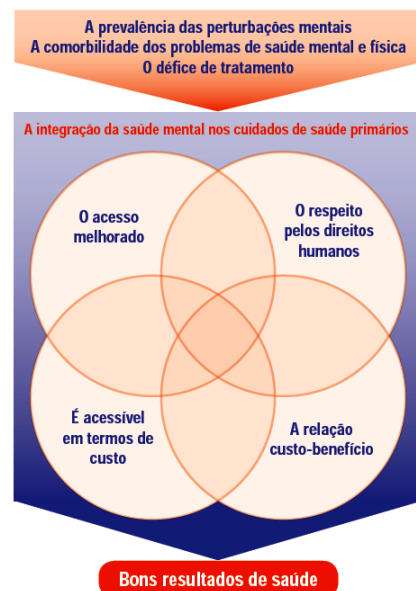 A prevalência das perturbações mentais
A comorbilidade dos problemas de saúde mental e física
O défice de tratamento
A integração da saúde mental nos cuidados de saúde primários
O acesso
melhorado
O respeito
pelos direitos
humanos
É acessível
em termos de
custo
A relação
custo-benefício
Bons resultados de saúde